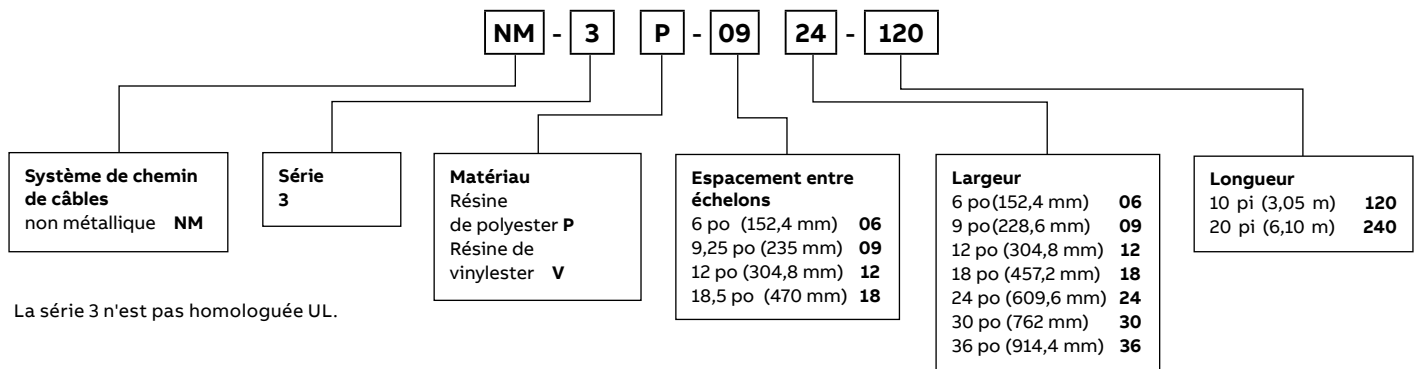 NM - 3 P - 09 24 - 120
Système de chemin
de câbles
non métallique NM
Série
3
Matériau
Résine
de polyester P
Résine de
vinylester V
Espacement entre
échelons
6 po (152,4 mm) 06
9,25 po (235 mm) 09
12 po (304,8 mm) 12
18,5 po (470 mm) 18
Largeur
6 po (152,4 mm) 06
9 po (228,6 mm) 09
12 po (304,8 mm) 12
18 po (457,2 mm) 18
24 po (609,6 mm) 24
30 po (762 mm) 30
36 po (914,4 mm) 36
Longueur
10 pi (3,05 m) 120
20 pi (6,10 m) 240
La série 3 n'est pas homologuée UL.